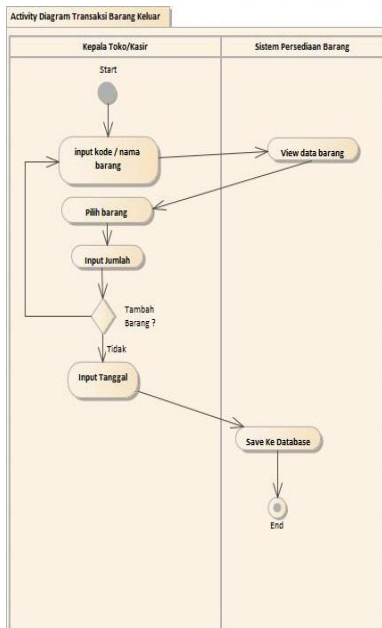 Activity Diagram Transaksi Barang Keluar
Kepala Toko/Kasir
Sistem Persediaan Barang
Start
input kode / nama
barang
View data barang
Pilih barang
Input Jumlah
Tambah
Barang ?
Tidak
Input Tanggal
Save Ke Database
End